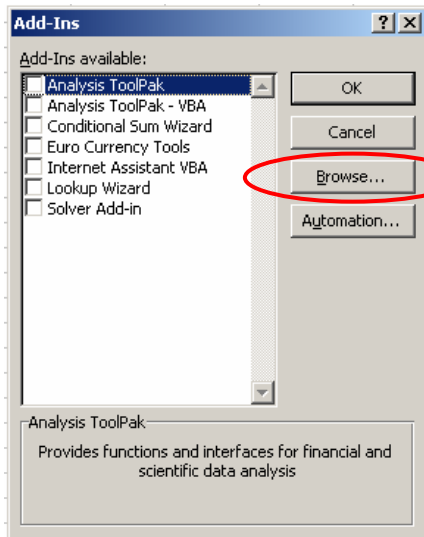 Add-Ins
Add-Ins available:
Analysis ToolPak
Analysis ToolPak - VBA
Conditional Sum Wizard
Euro Currency Tools
Internet Assistant VBA
Lookup Wizard
Solver Add-in
OK
Cancel
Browse...
Automation...
Analysis ToolPak
Provides functions and interfaces for financial and
scientific data analysis